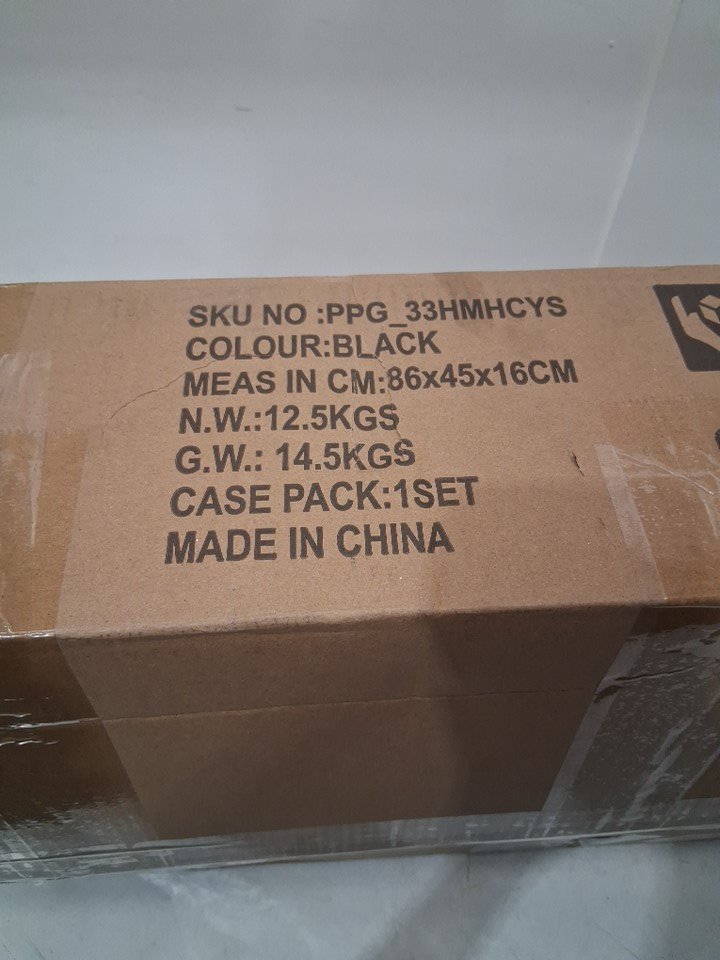 SKU NO :PPG_33HMHCYS
COLOUR:BLACK
MEAS IN CM:86x45x16CM
N.W.:12.5KGS
G.W.: 14.5KGS
CASE PACK:1SET
MADE IN CHINA